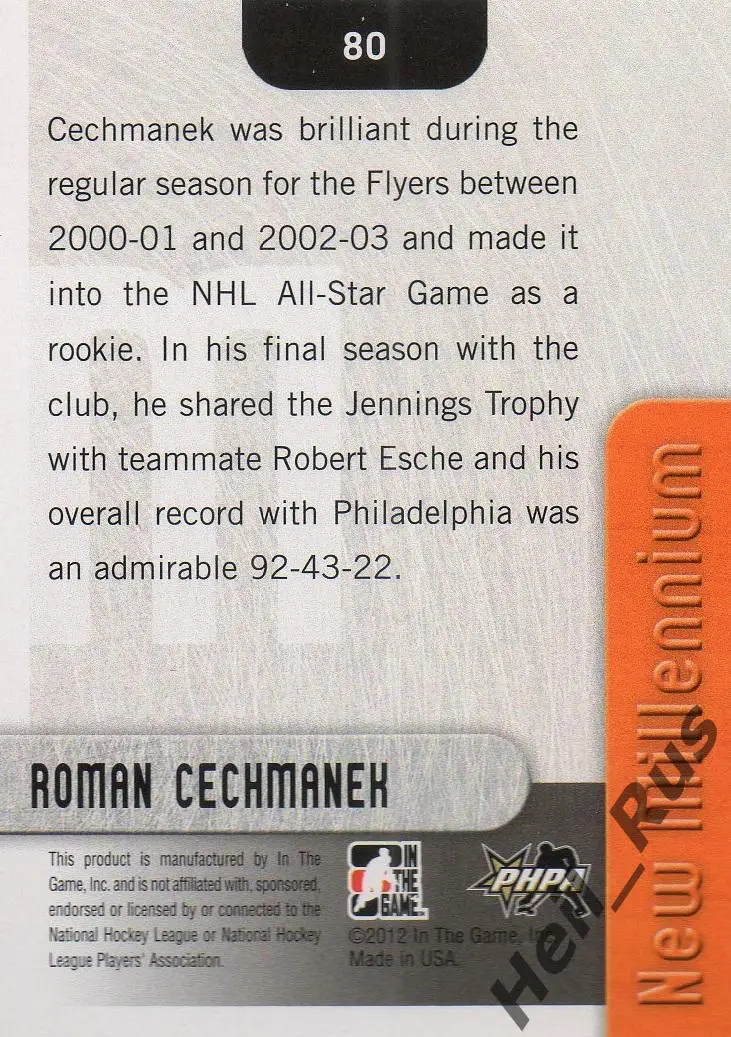 80
Cechmanek was brilliant during the
regular season for the Flyers between
2000-01 and 2002-03 and made it
into the NHL All-Star Game as a
rookie. In his final season with the
club, he shared the Jennings Trophy
with teammate Robert Esche and his
overall record with Philadelphia was
an admirable 92-43-22.
New Millennium
ROMAN CECHMANEK
This product is manufactured by In The
Game, Inc. and is not affiliated with, sponsored,
endorsed or licensed by or connected to the
National Hockey League or National Hockey
League Players' Association.
IN
THE
GAME
PHPA
©2012 In The Game, Inc.
Made in USA.
Hell_Rus